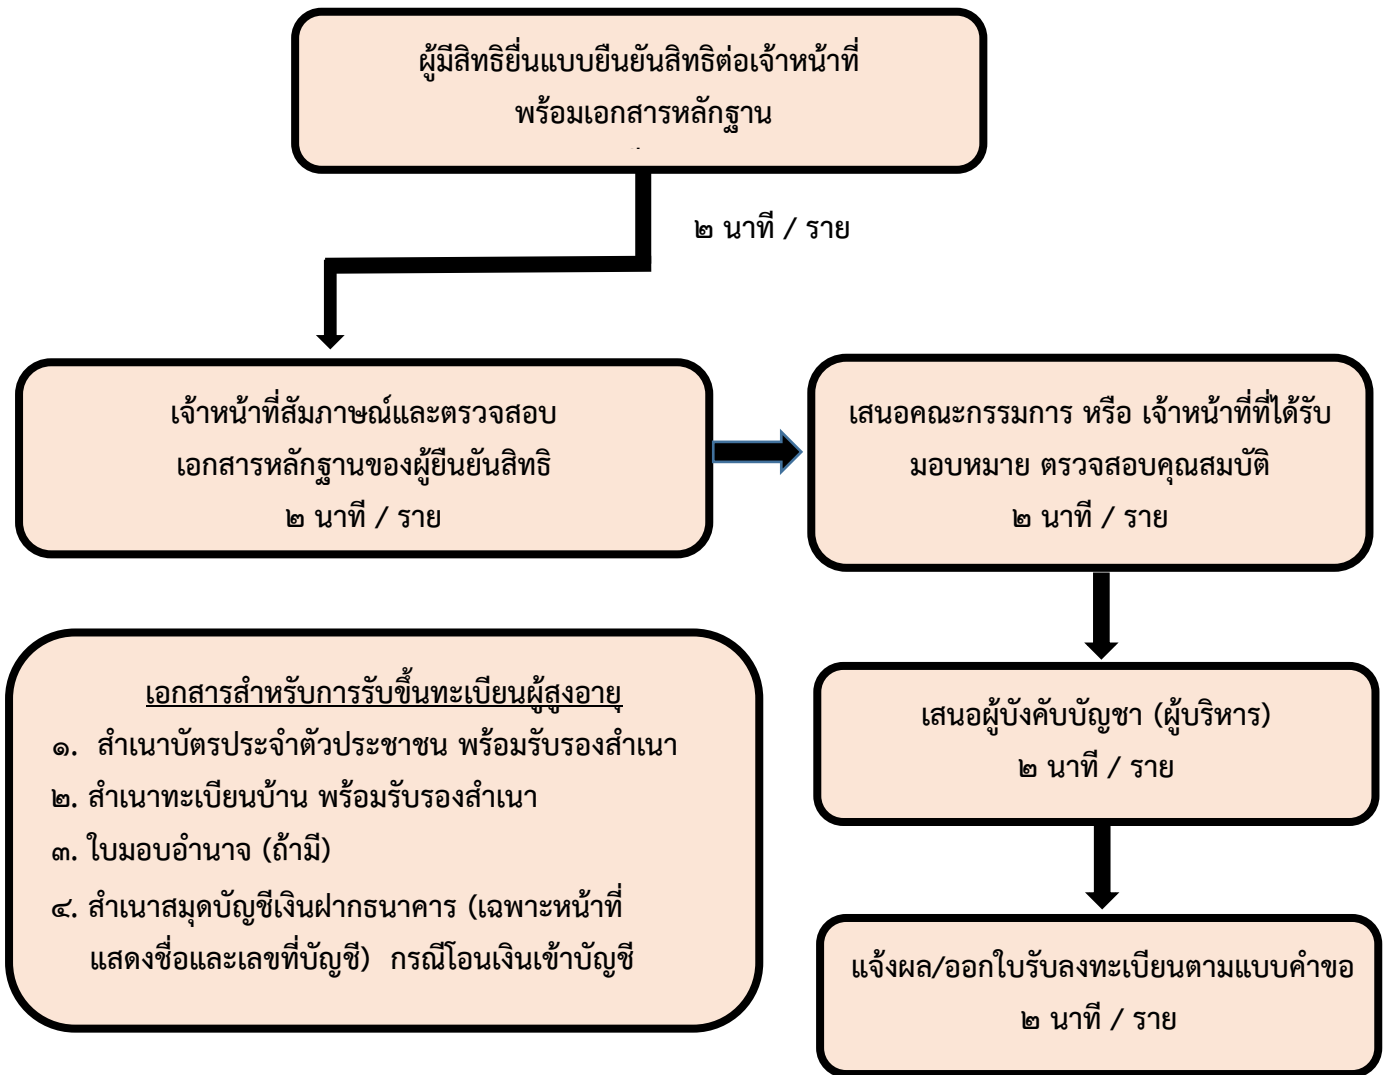 ผู้มีสิทธิยื่นแบบยืนยันสิทธิต่อเจ้าหน้าที่
พร้อมเอกสารหลักฐาน
๒ นาที / ราย
เจ้าหน้าที่สัมภาษณ์และตรวจสอบ
เอกสารหลักฐานของผู้ยืนยันสิทธิ
๒ นาที / ราย
เสนอคณะกรรมการ หรือ เจ้าหน้าที่ที่ได้รับ
มอบหมาย ตรวจสอบคุณสมบัติ
๒ นาที / ราย
เสนอผู้บังคับบัญชา (ผู้บริหาร)
๒ นาที / ราย
แจ้งผล/ออกใบรับลงทะเบียนตามแบบคำขอ
๒ นาที / ราย
เอกสารสำหรับการรับขึ้นทะเบียนผู้สูงอายุ
๑. สำเนาบัตรประจำตัวประชาชน พร้อมรับรองสำเนา
๒. สำเนาทะเบียนบ้าน พร้อมรับรองสำเนา
๓. ใบมอบอำนาจ (ถ้ามี)
๔. สำเนาสมุดบัญชีเงินฝากธนาคาร (เฉพาะหน้าที่
แสดงชื่อและเลขที่บัญชี) กรณีโอนเงินเข้าบัญชี